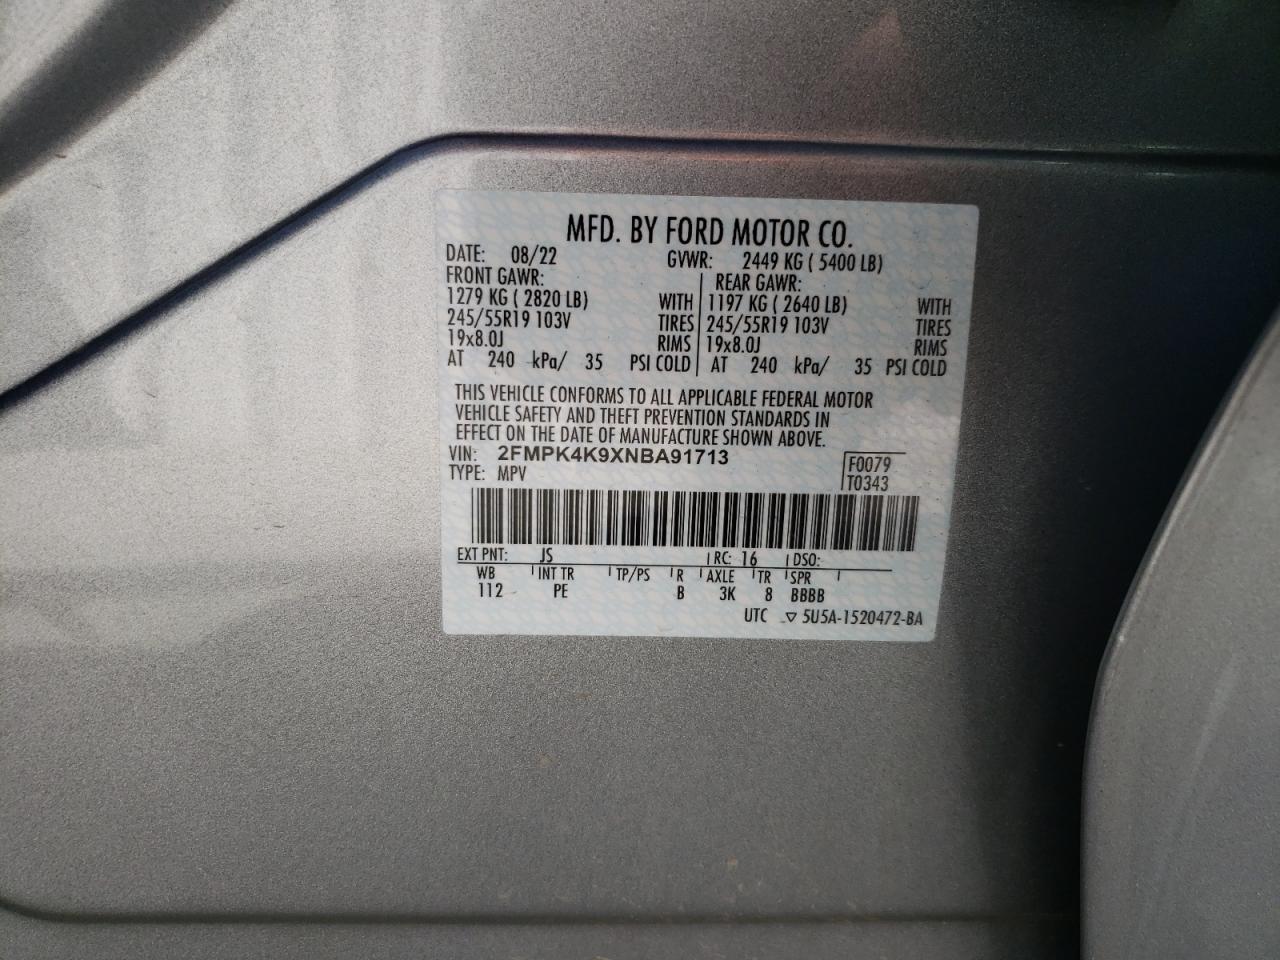 MFD. BY FORD MOTOR CO.
DATE: 08/22 GVWR: 2449 KG ( 5400 LB)
FRONT GAWR: REAR GAWR:
1279 KG ( 2820 LB) WITH 1197 KG ( 2640 LB) WITH
245/55R19 103V TIRES 245/55R19 103V TIRES
19x8.0J RIMS 19x8.0J RIMS
AT 240 kPa/ 35 PSI COLD AT 240 kPa/ 35 PSI COLD
THIS VEHICLE CONFORMS TO ALL APPLICABLE FEDERAL MOTOR
VEHICLE SAFETY AND THEFT PREVENTION STANDARDS IN
EFFECT ON THE DATE OF MANUFACTURE SHOWN ABOVE.
VIN: 2FMPK4K9XNBA91713 F0079
TYPE: MPV T0343
EXT PNT: JS RC: 16 DSO:
WB INT TR TP/PS R AXLE TR SPR
112 PE B 3K 8 BBBB
UTC ▽ 5U5A-1520472-BA